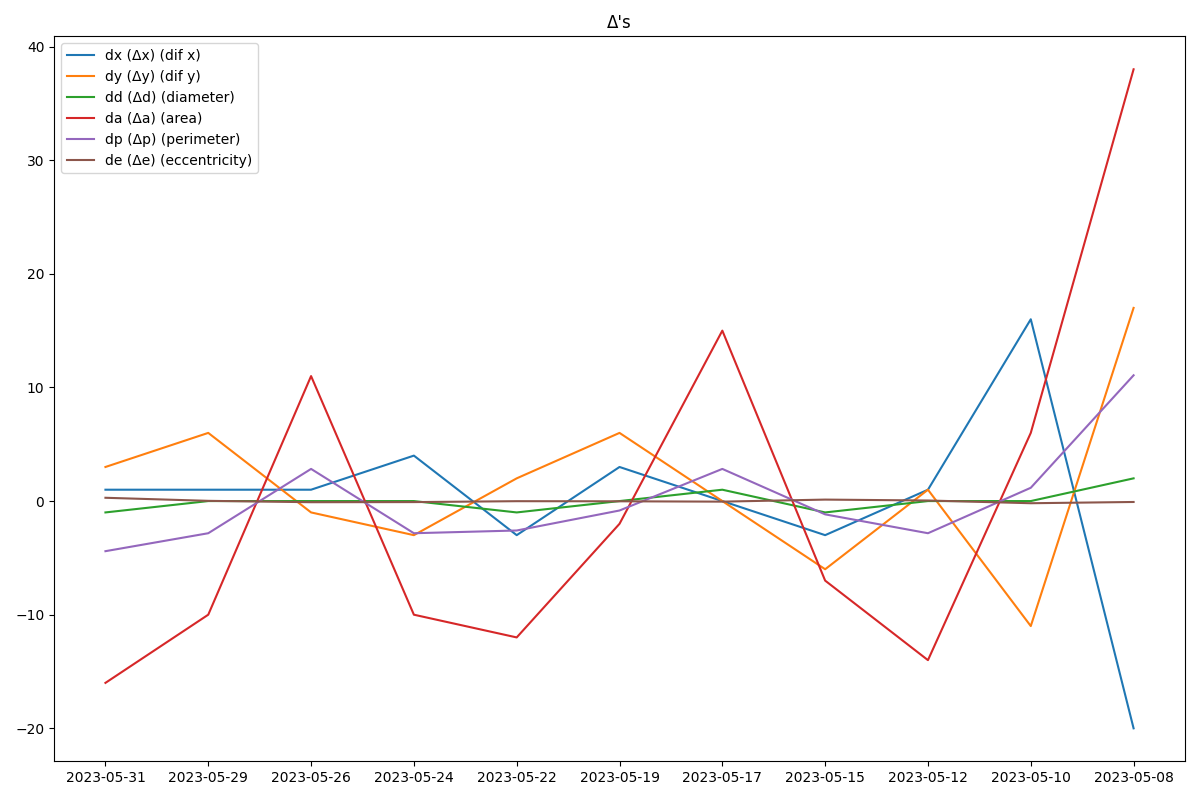 Δ's
dx (Δx) (dif x)
dy (Δy) (dif y)
dd (Δd) (diameter)
da (Δa) (area)
dp (Δp) (perimeter)
de (Δe) (eccentricity)
40
30
20
10
0
−10
−20
2023-05-31 2023-05-29 2023-05-26 2023-05-24 2023-05-22 2023-05-19 2023-05-17 2023-05-15 2023-05-12 2023-05-10 2023-05-08